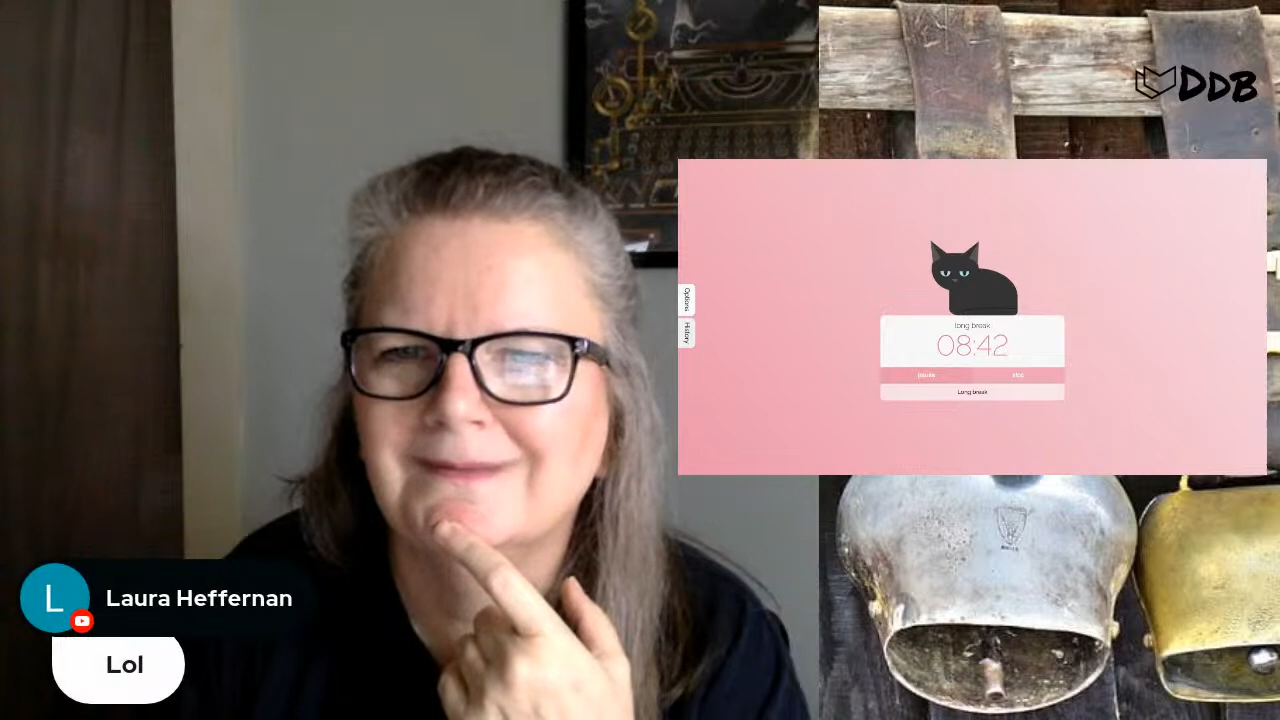 DDB
Options
History
long break
08:42
pause
stop
Long break
L
Laura Heffernan
Lol